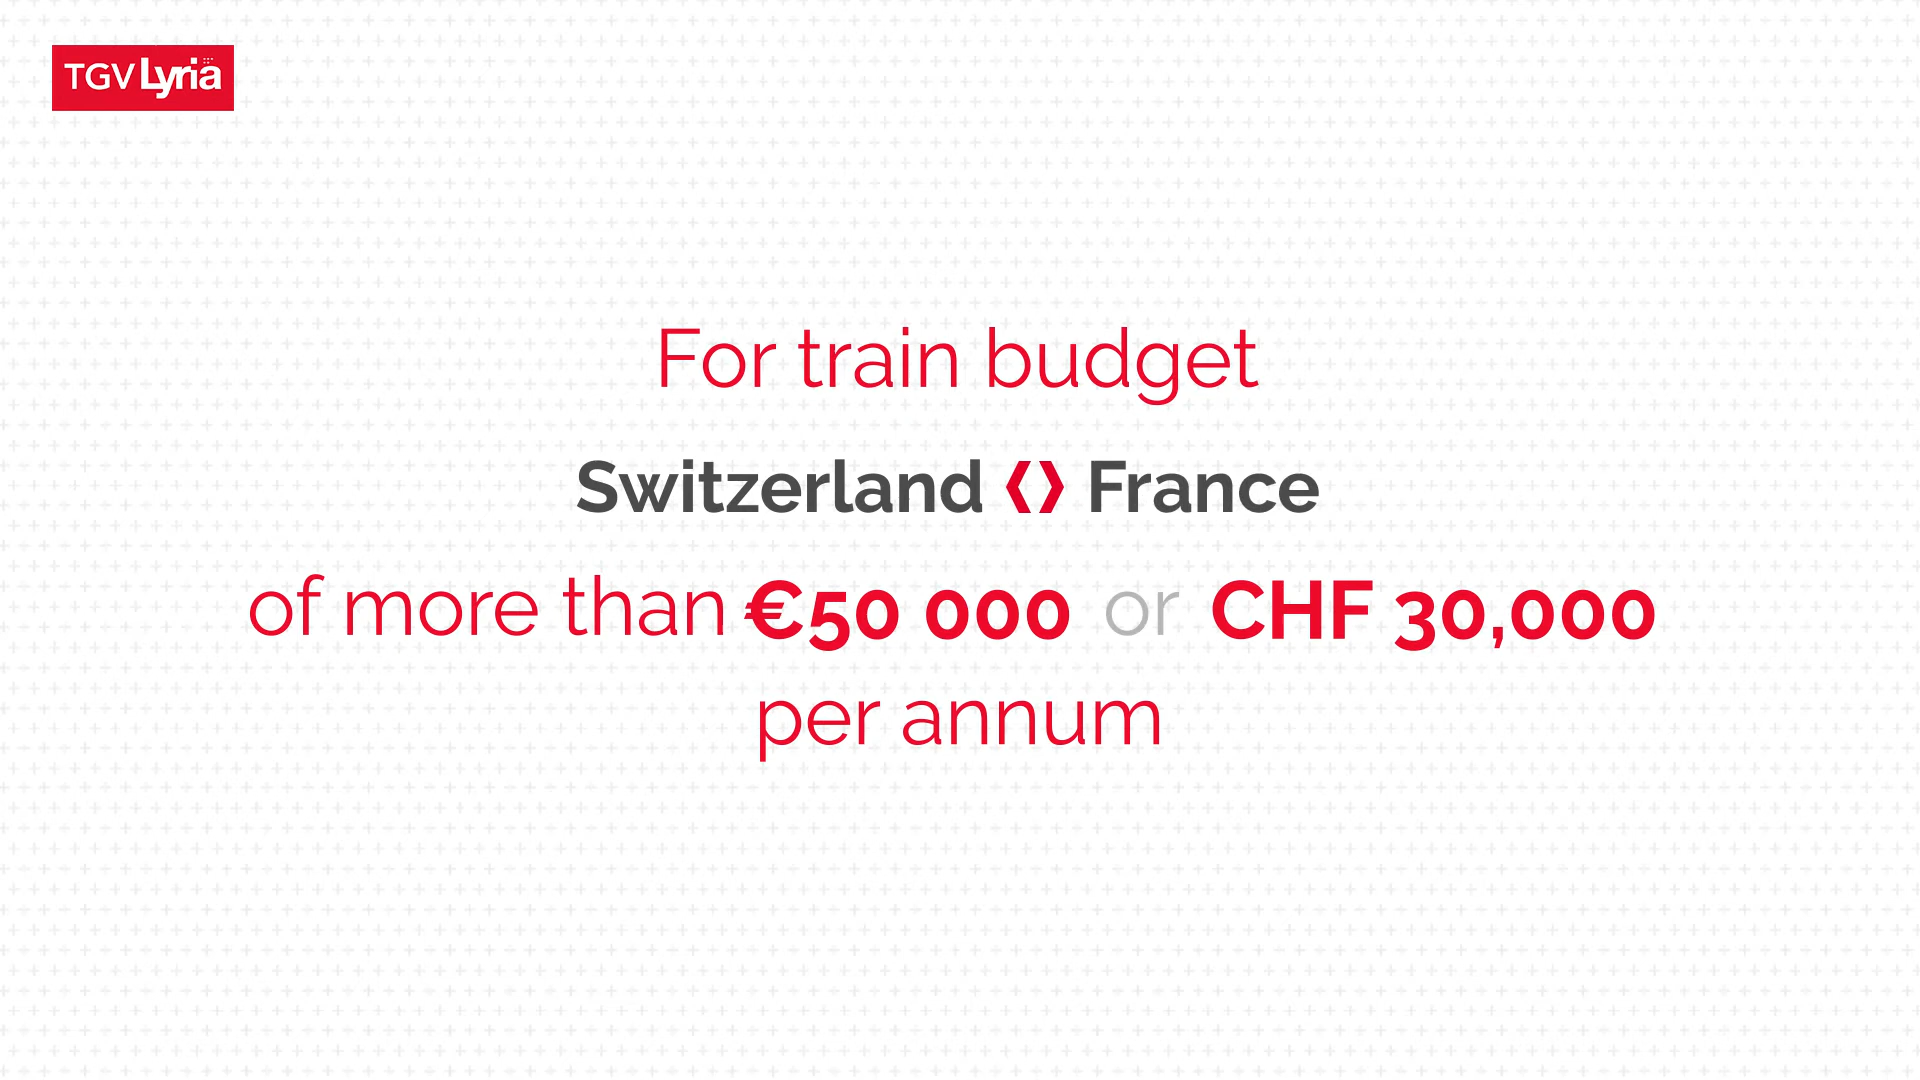 TGV Lyria
For train budget
Switzerland ❬❭ France
of more than €50 000 or CHF 30,000
per annum